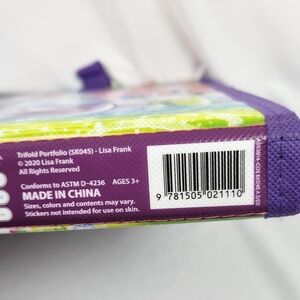 Trifold Portfolio (SK045) - Lisa Frank
© 2020 Lisa Frank
All Rights Reserved
Conforms to ASTM D-4236 AGES 3+
MADE IN CHINA
Sizes, colors and contents may vary.
Stickers not intended for use on skin.
9 781505 021110